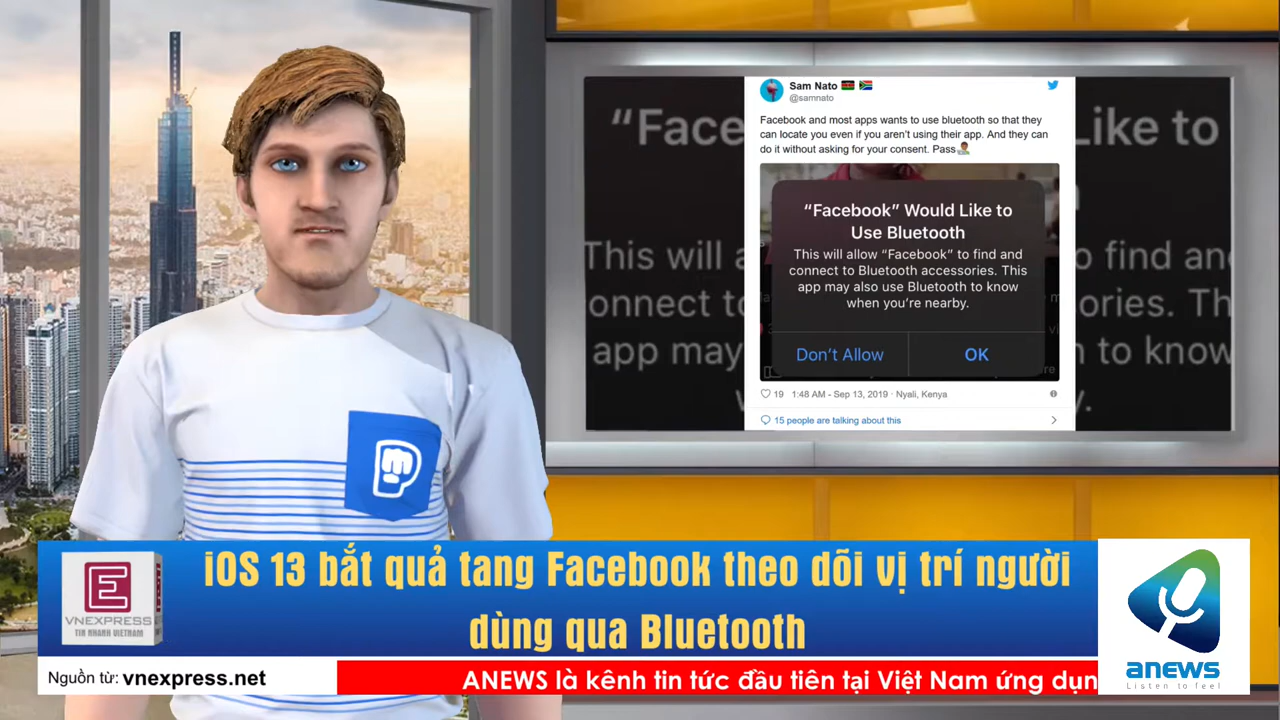 Sam Nato
@samnato
Facebook and most apps wants to use bluetooth so that they
can locate you even if you aren't using their app. And they can
do it without asking for your consent. Pass
“Facebook” Would Like to
Use Bluetooth
This will allow “Facebook” to find and
connect to Bluetooth accessories. This
app may also use Bluetooth to know
when you're nearby.
Don't Allow
OK
19 1:48 AM - Sep 13, 2019 · Nyali, Kenya
15 people are talking about this
“Face
Like to
This will a
o find and
onnect to
ories. Th
app may
n to know
iOS 13 bắt quả tang Facebook theo dõi vị trí người
dùng qua Bluetooth
E
VNEXPRESS
TIN NHANH VIETNAM
Nguồn từ: vnexpress.net
ANEWS là kênh tin tức đầu tiên tại Việt Nam ứng dụn
anews
Listen to feel